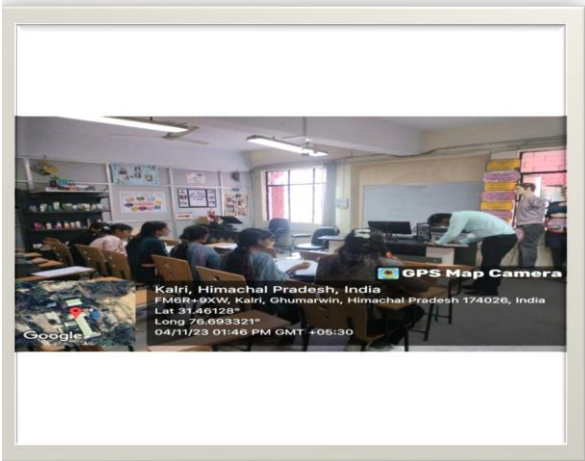 GPS Map Camera
Kalri, Himachal Pradesh, India
FM6R+9XW, Kalri, Ghumarwin, Himachal Pradesh 174026, India
Lat 31.46128°
Long 76.693321°
04/11/23 01:46 PM GMT +05:30
Google